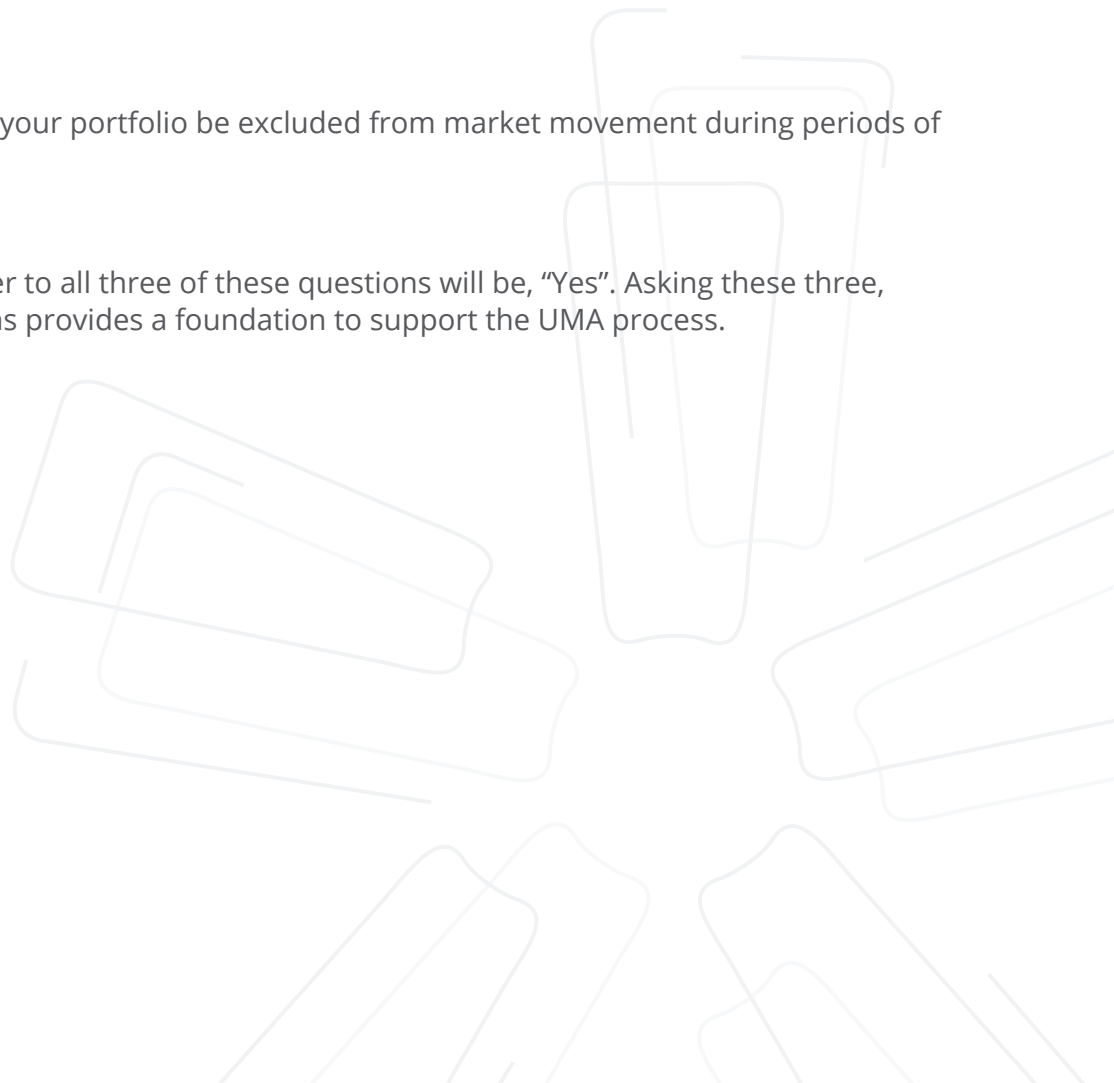 your portfolio be excluded from market movement during periods of
er to all three of these questions will be, “Yes”. Asking these three,
ns provides a foundation to support the UMA process.